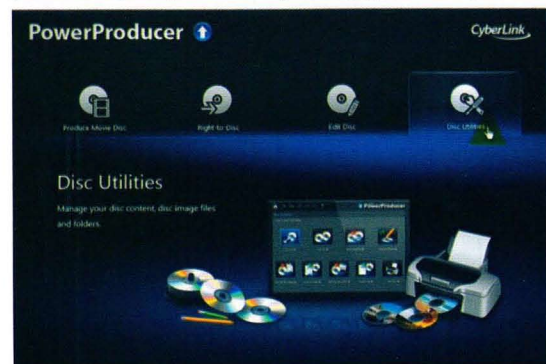 PowerProducer
CyberLink
Produce Movie Disc
Right-to-Disc
Edit Disc
Disc Utilities
Disc Utilities
Manage your disc content, disc image files
and folders.
PowerProducer